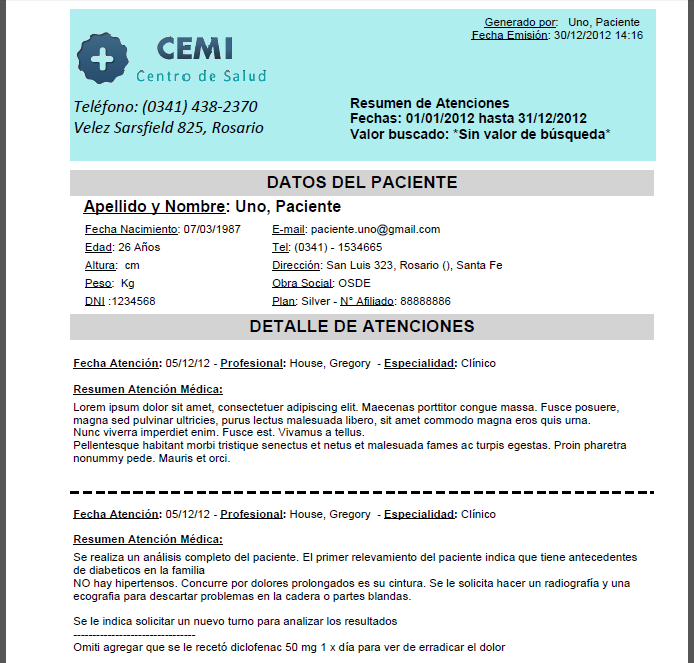 Generado por: Uno, Paciente
Fecha Emisión: 30/12/2012 14:16
CEMI
Centro de Salud
Teléfono: (0341) 438-2370
Velez Sarsfield 825, Rosario
Resumen de Atenciones
Fechas: 01/01/2012 hasta 31/12/2012
Valor buscado: *Sin valor de búsqueda*
DATOS DEL PACIENTE
Apellido y Nombre: Uno, Paciente
Fecha Nacimiento: 07/03/1987 E-mail: paciente.uno@gmail.com
Edad: 26 Años Tel: (0341) - 1534665
Altura: cm Dirección: San Luis 323, Rosario (), Santa Fe
Peso: Kg Obra Social: OSDE
DNI :1234568 Plan: Silver - N° Afiliado: 88888886
DETALLE DE ATENCIONES
Fecha Atención: 05/12/12 - Profesional: House, Gregory - Especialidad: Clínico
Resumen Atención Médica:
Lorem ipsum dolor sit amet, consectetuer adipiscing elit. Maecenas porttitor congue massa. Fusce posuere,
magna sed pulvinar ultricies, purus lectus malesuada libero, sit amet commodo magna eros quis urna.
Nunc viverra imperdiet enim. Fusce est. Vivamus a tellus.
Pellentesque habitant morbi tristique senectus et netus et malesuada fames ac turpis egestas. Proin pharetra
nonummy pede. Mauris et orci.
Fecha Atención: 05/12/12 - Profesional: House, Gregory - Especialidad: Clínico
Resumen Atención Médica:
Se realiza un análisis completo del paciente. El primer relevamiento del paciente indica que tiene antecedentes
de diabeticos en la familia
NO hay hipertensos. Concurre por dolores prolongados es su cintura. Se le solicita hacer un radiografía y una
ecografia para descartar problemas en la cadera o partes blandas.
Se le indica solicitar un nuevo turno para analizar los resultados
--------------------------------
Omiti agregar que se le recetó diclofenac 50 mg 1 x día para ver de erradicar el dolor